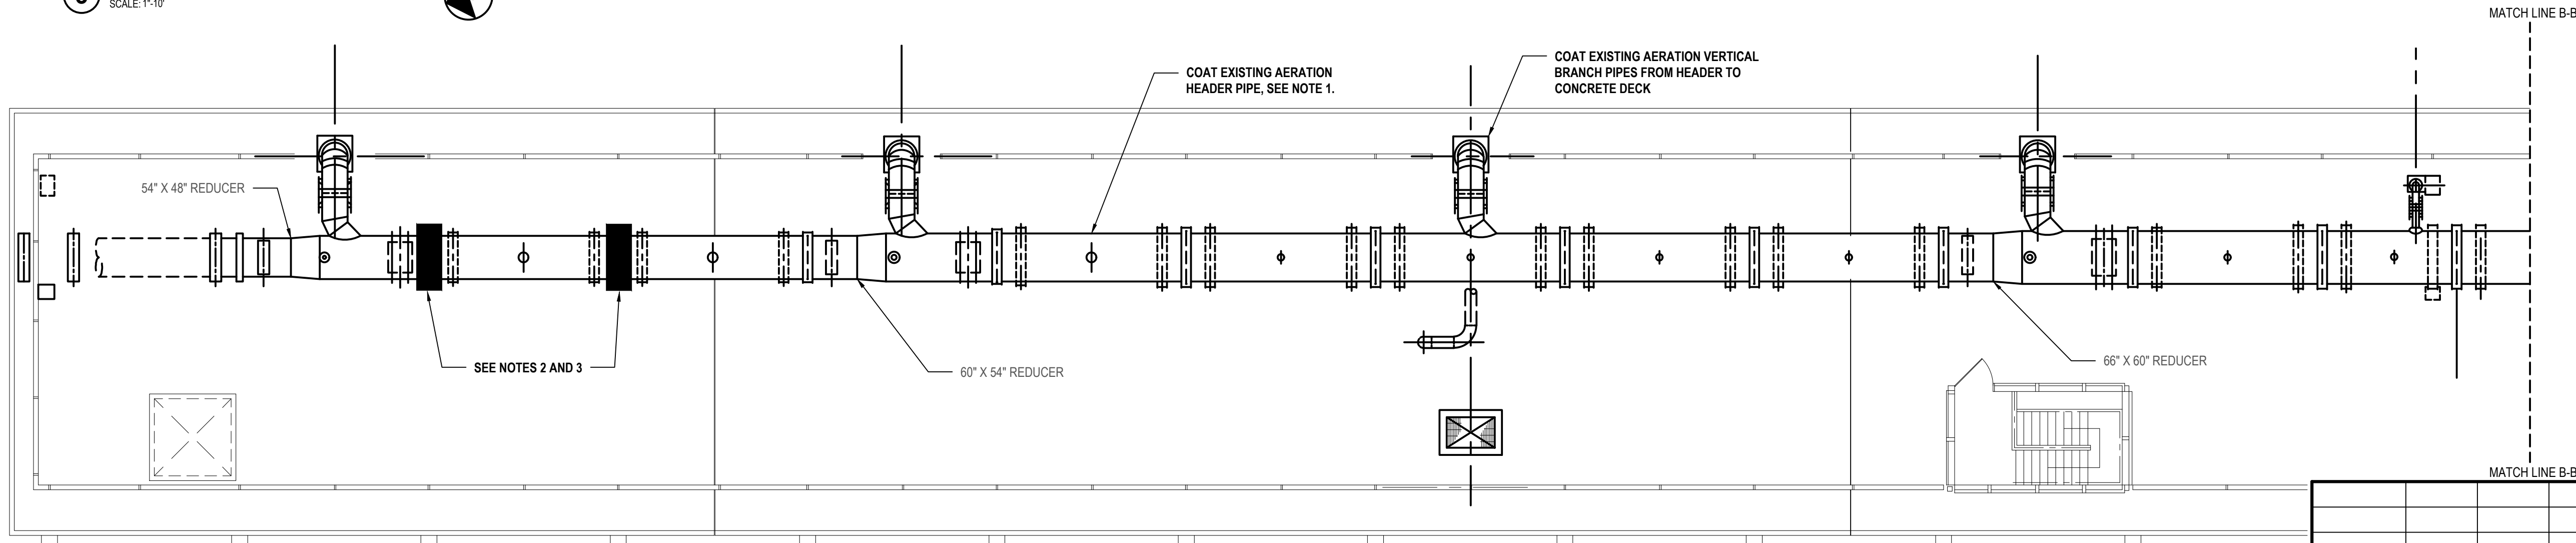 SCALE: 1"-10'
MATCH LINE B-B
COAT EXISTING AERATION
HEADER PIPE, SEE NOTE 1.
COAT EXISTING AERATION VERTICAL
BRANCH PIPES FROM HEADER TO
CONCRETE DECK
54" X 48" REDUCER
SEE NOTES 2 AND 3
60" X 54" REDUCER
66" X 60" REDUCER
MATCH LINE B-B